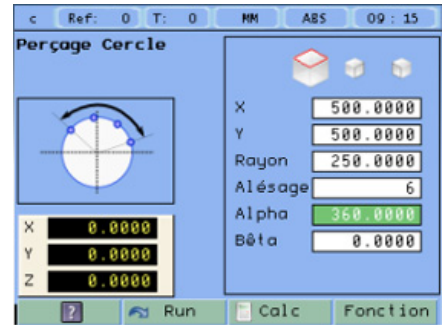 c Ref: 0 T: 0 MM ABS 09 : 15
Perçage Cercle
X 500.0000
Y 500.0000
Rayon 250.0000
Alésage 6
Alpha 360.0000
Bêta 0.0000
X 0.0000
Y 0.0000
Z 0.0000
? Run Calc Fonction